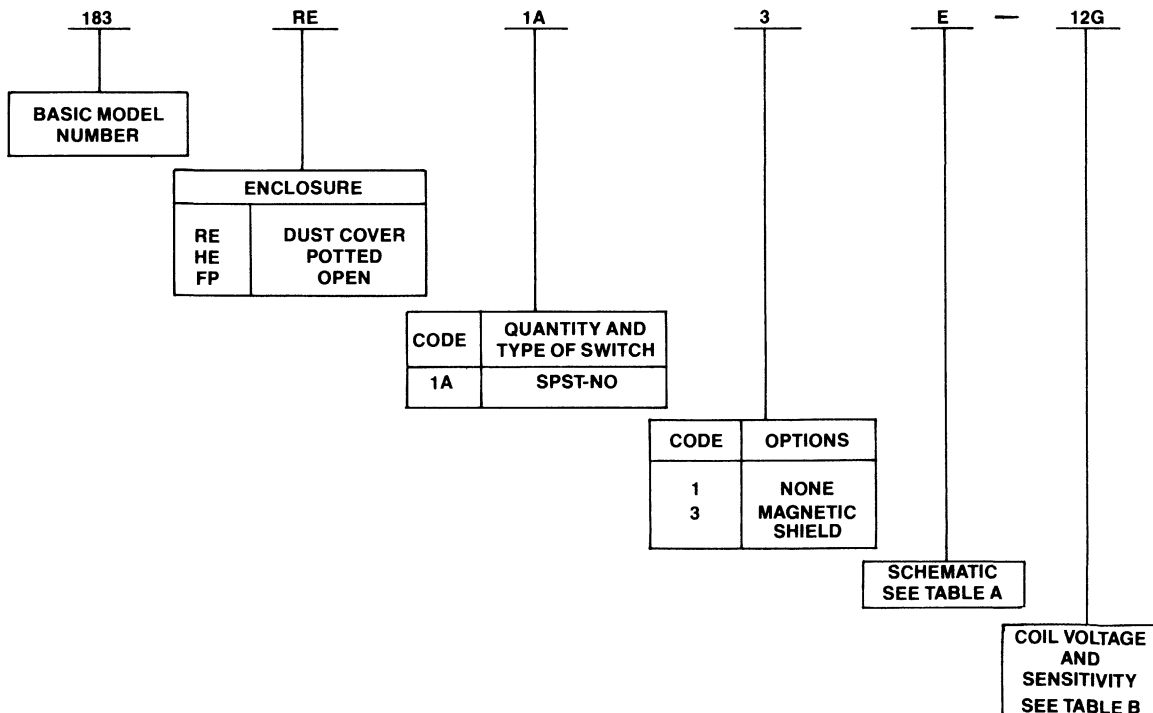 183 RE 1A 3 E — 12G
BASIC MODEL
NUMBER
ENCLOSURE
RE DUST COVER
HE POTTED
FP OPEN
CODE QUANTITY AND
TYPE OF SWITCH
1A SPST-NO
CODE OPTIONS
1 NONE
3 MAGNETIC
SHIELD
SCHEMATIC
SEE TABLE A
COIL VOLTAGE
AND
SENSITIVITY
SEE TABLE B